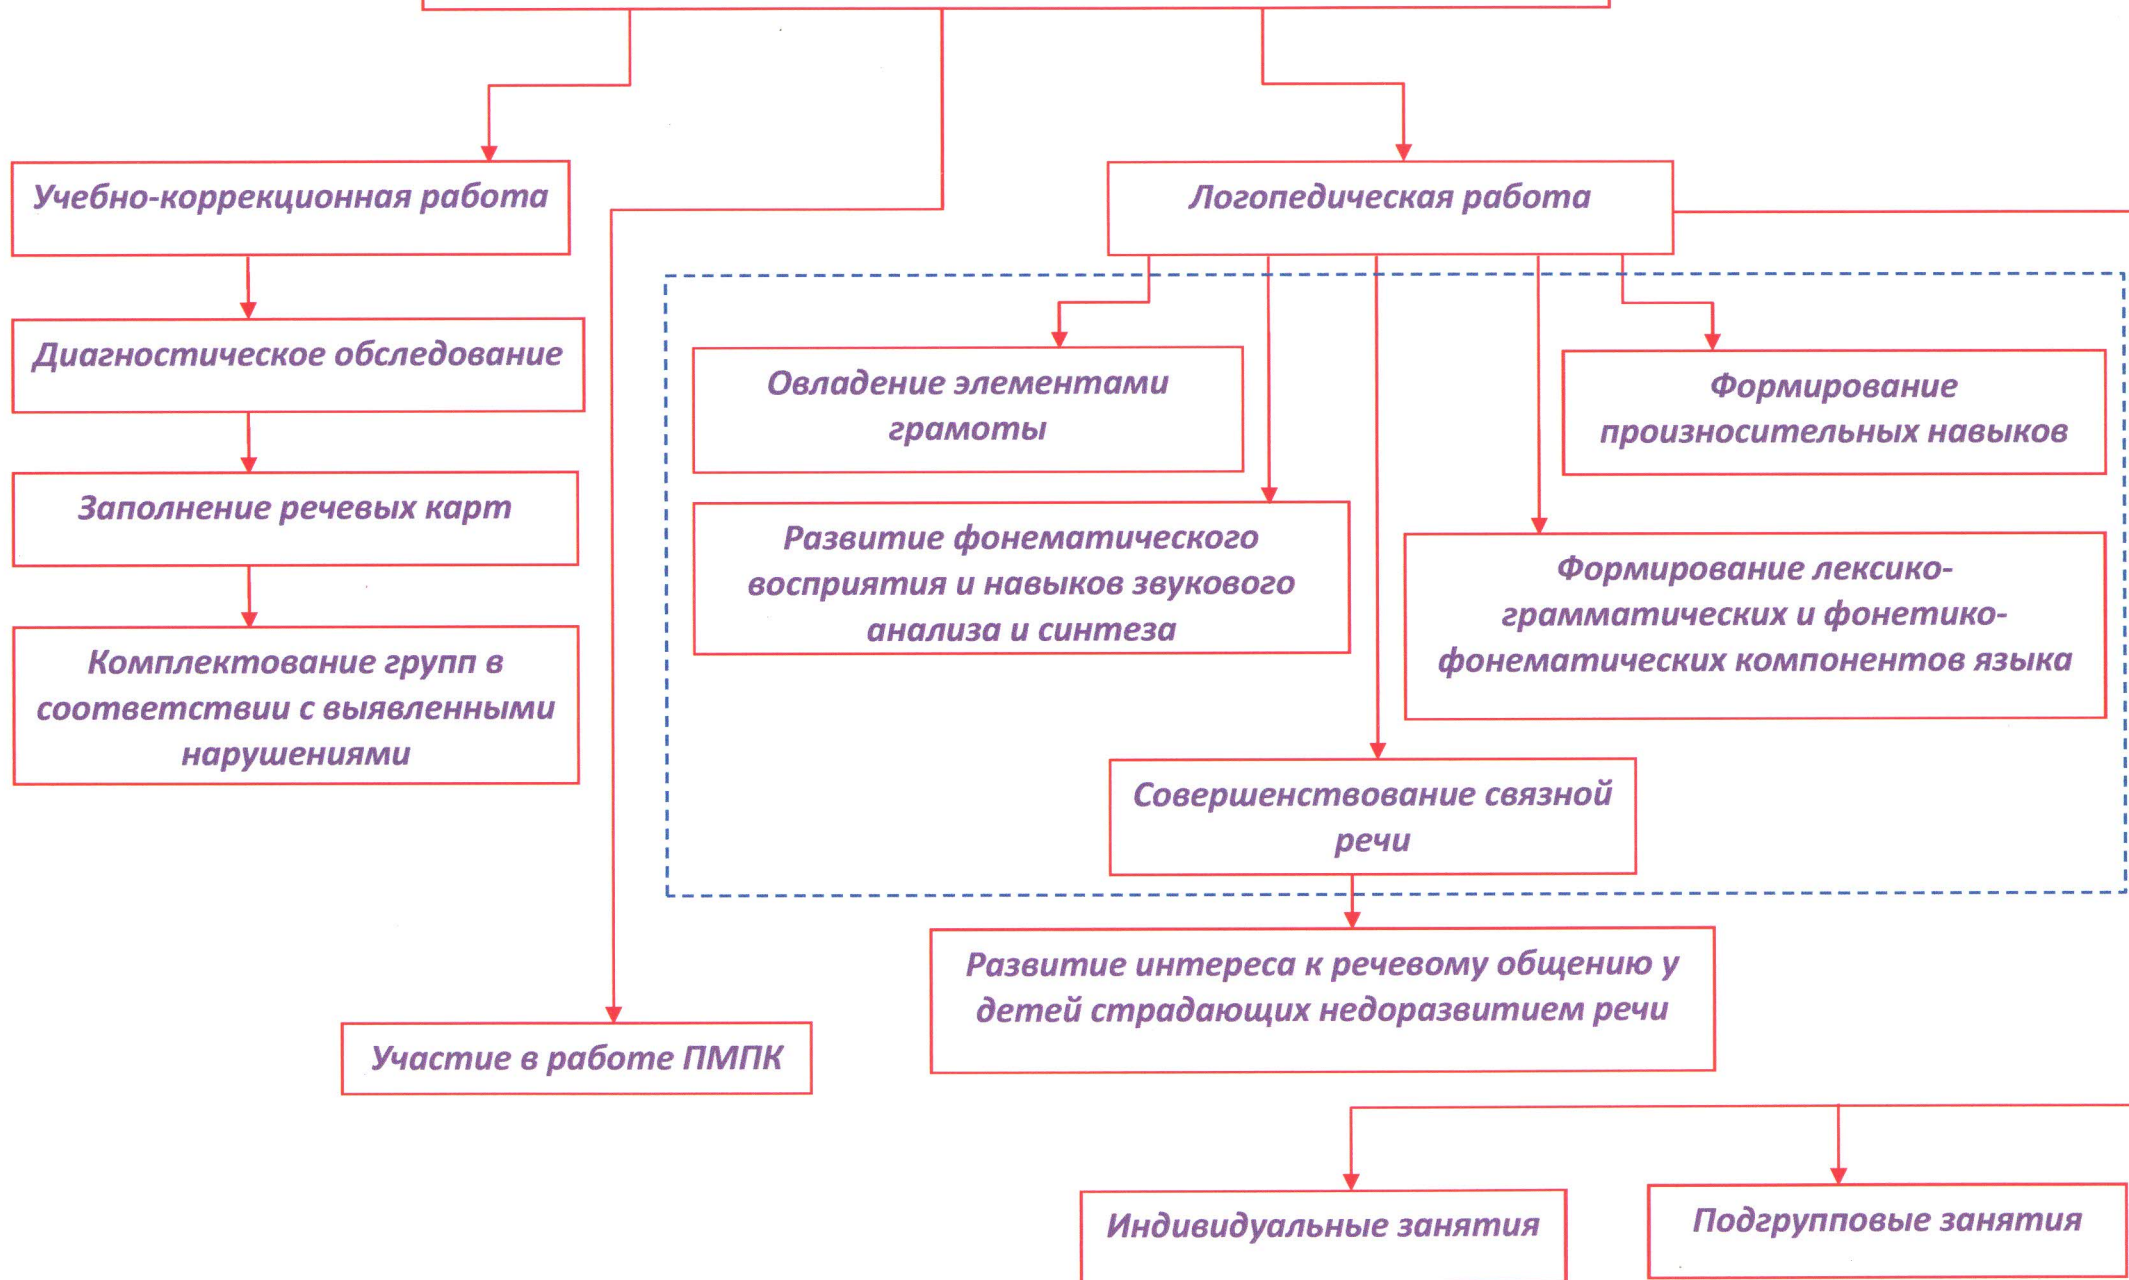 Учебно-коррекционная работа
Логопедическая работа
Диагностическое обследование
Заполнение речевых карт
Комплектование групп в
соответствии с выявленными
нарушениями
Овладение элементами
грамоты
Формирование
произносительных навыков
Развитие фонематического
восприятия и навыков звукового
анализа и синтеза
Формирование лексико-
грамматических и фонетико-
фонематических компонентов языка
Совершенствование связной
речи
Развитие интереса к речевому общению у
детей страдающих недоразвитием речи
Участие в работе ПМПК
Индивидуальные занятия
Подгрупповые занятия